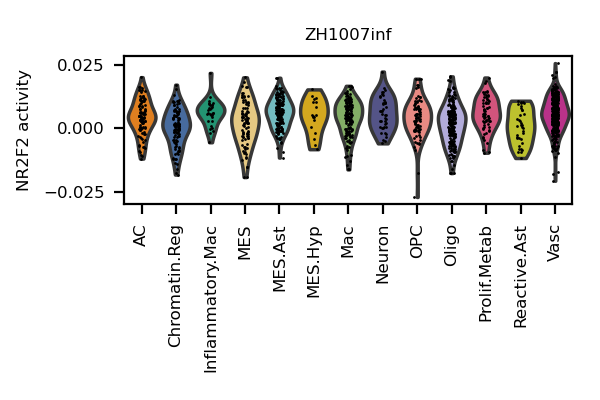 ZH1007inf
NR2F2 activity
0.025
0.000
−0.025
AC
Chromatin.Reg
Inflammatory.Mac
MES
MES.Ast
MES.Hyp
Mac
Neuron
OPC
Oligo
Prolif.Metab
Reactive.Ast
Vasc